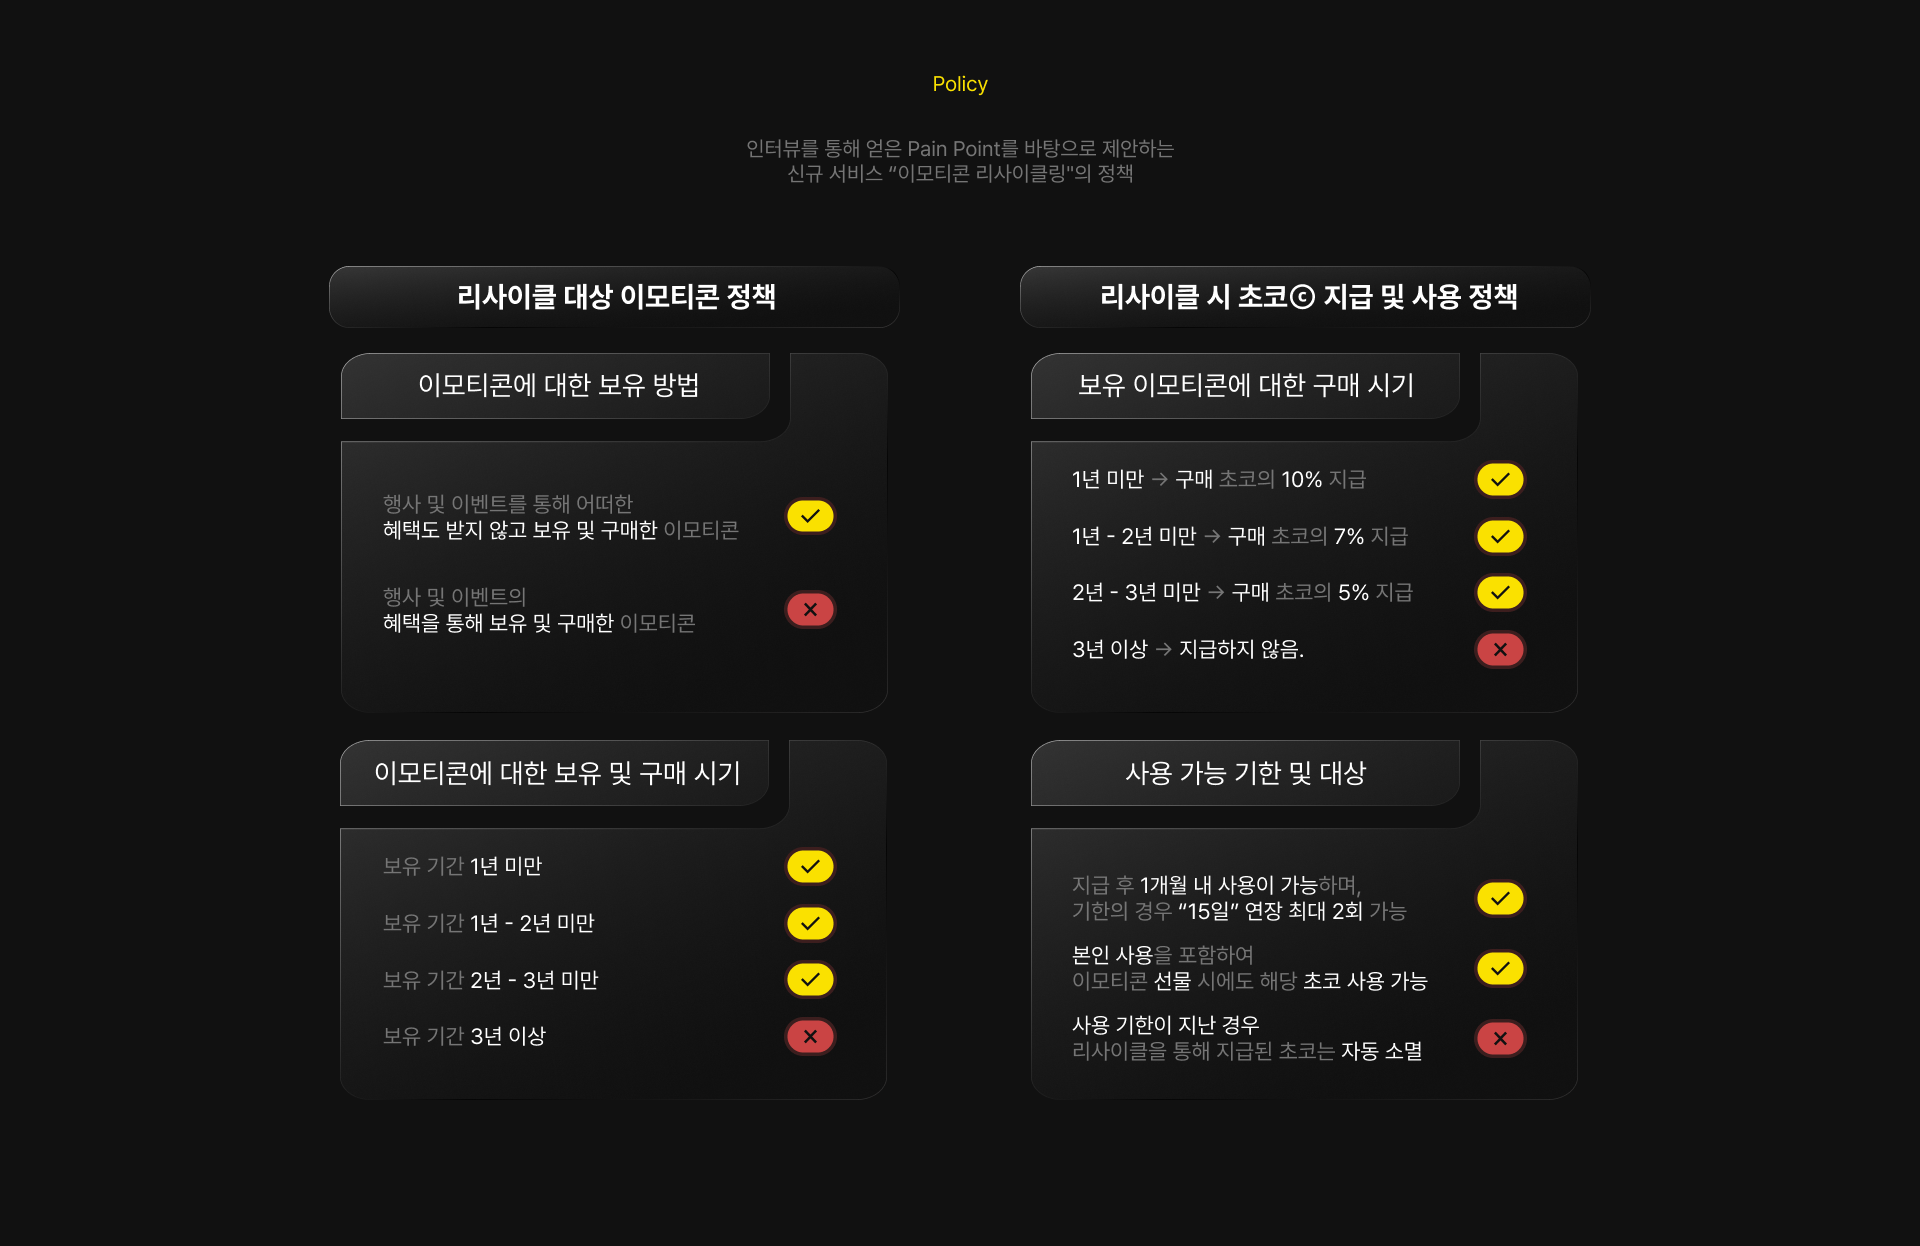 Policy
인터뷰를 통해 얻은 Pain Point를 바탕으로 제안하는
신규 서비스 “이모티콘 리사이클링"의 정책
리사이클 대상 이모티콘 정책
이모티콘에 대한 보유 방법
행사 및 이벤트를 통해 어떠한
혜택도 받지 않고 보유 및 구매한 이모티콘
행사 및 이벤트의
혜택을 통해 보유 및 구매한 이모티콘
이모티콘에 대한 보유 및 구매 시기
보유 기간 1년 미만
보유 기간 1년 - 2년 미만
보유 기간 2년 - 3년 미만
보유 기간 3년 이상
리사이클 시 초코ⓒ 지급 및 사용 정책
보유 이모티콘에 대한 구매 시기
1년 미만 → 구매 초코의 10% 지급
1년 - 2년 미만 → 구매 초코의 7% 지급
2년 - 3년 미만 → 구매 초코의 5% 지급
3년 이상 → 지급하지 않음.
사용 가능 기한 및 대상
지급 후 1개월 내 사용이 가능하며,
기한의 경우 “15일” 연장 최대 2회 가능
본인 사용을 포함하여
이모티콘 선물 시에도 해당 초코 사용 가능
사용 기한이 지난 경우
리사이클을 통해 지급된 초코는 자동 소멸